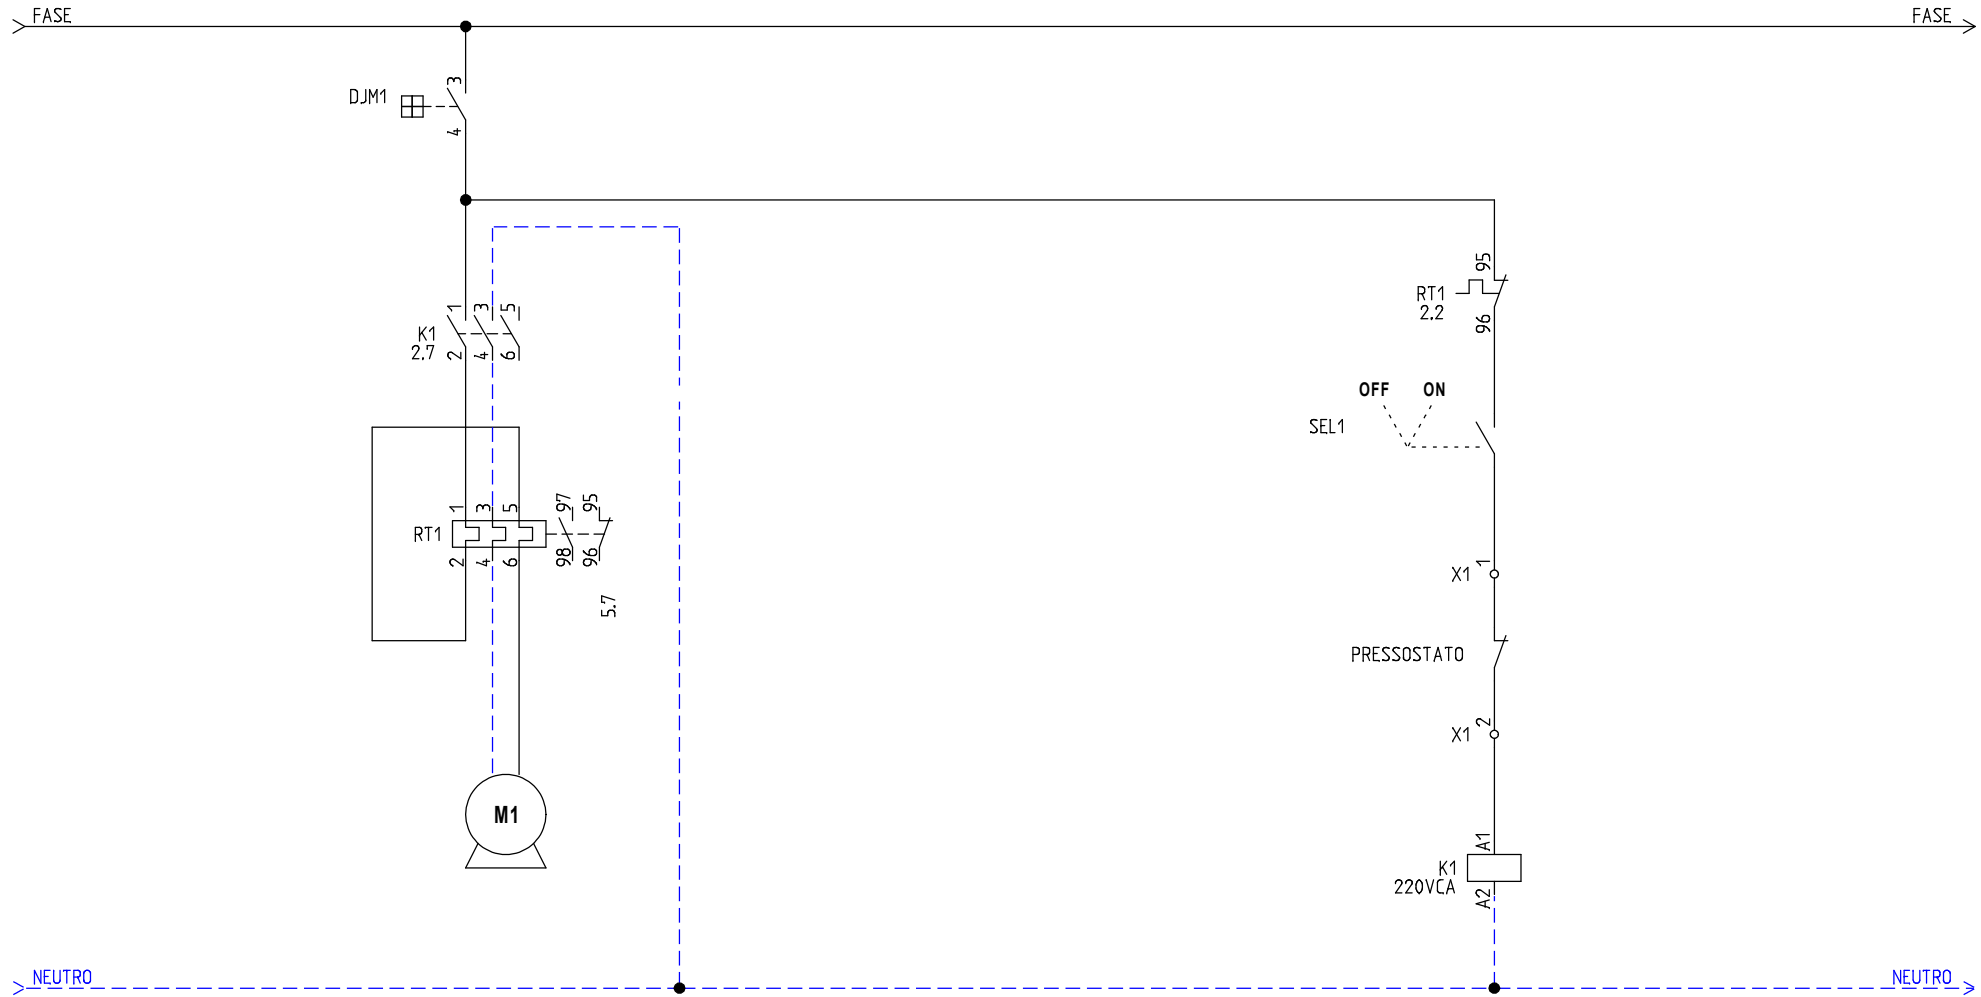 FASE
FASE
3
DJM1
4
95
RT1
2.2
96
1
3
5
K1
2.7
2
4
6
OFF
ON
SEL1
1
3
5
97
95
RT1
2
4
6
98
96
5.7
X1
1
PRESSOSTATO
X1
2
M1
A1
K1
220VCA
A2
NEUTRO
NEUTRO